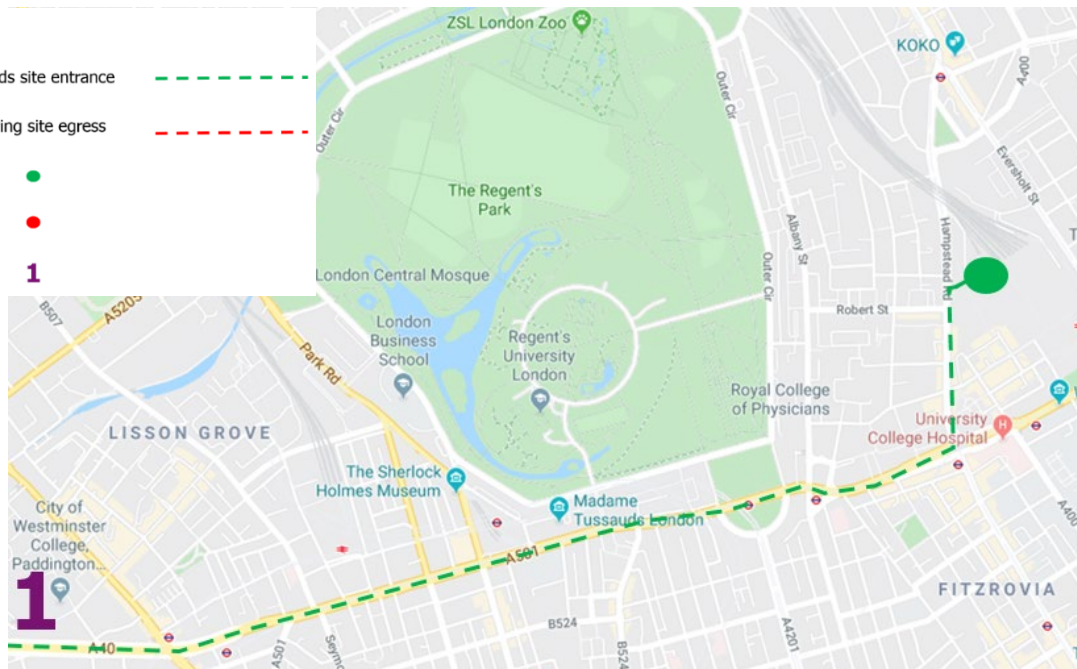 ds site entrance
ing site egress
1
ZSL London Zoo
KOKO
A400
Outer Cir
Outer Cir
Eversholt St
The Regent's
Park
Albany St
Hampstead Rd
Outer Cir
London Central Mosque
Robert St
B507
A5205
London
Business
School
Regent's
University
London
Park Rd
Royal College
of Physicians
University
College Hospital
LISSON GROVE
The Sherlock
Holmes Museum
Madame
Tussauds London
City of
Westminster
College,
Paddington...
A501
A400
FITZROVIA
1
B524
A40
A501
Seym
B524
A4201